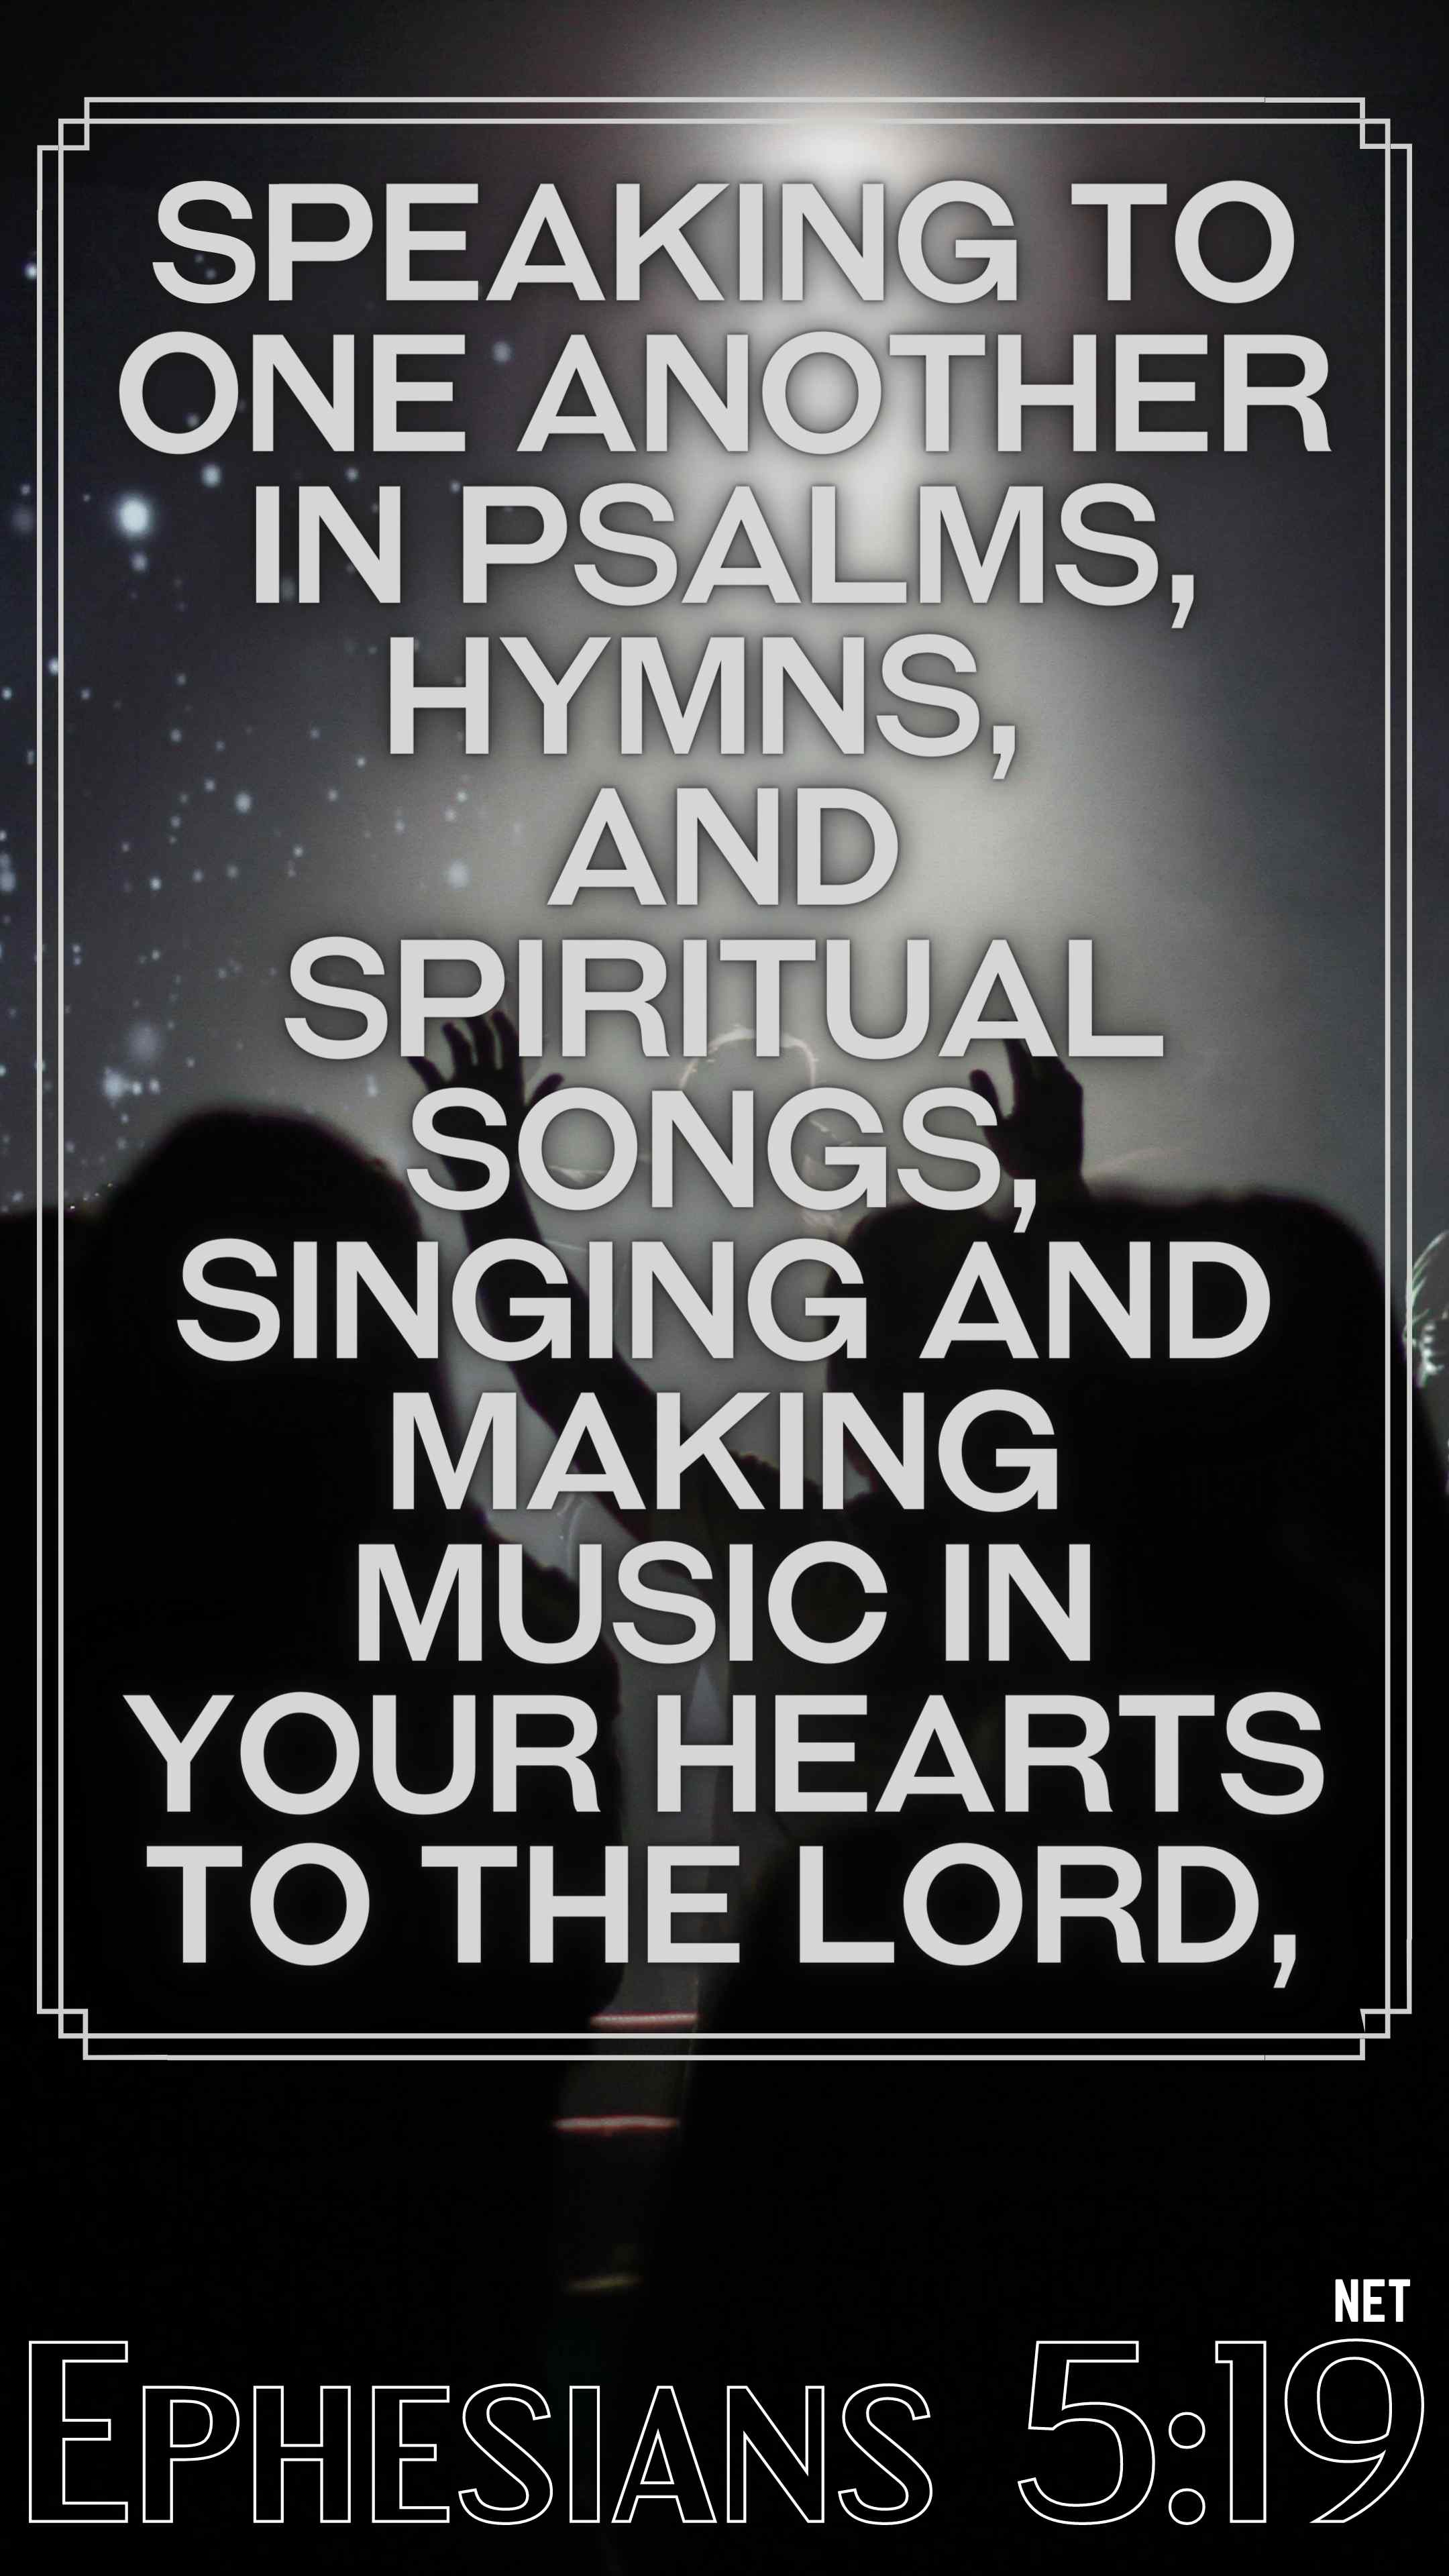 SPEAKING TO
ONE ANOTHER
IN PSALMS,
HYMNS,
AND
SPIRITUAL
SONGS,
SINGING AND
MAKING
MUSIC IN
YOUR HEARTS
TO THE LORD,
NET
EPHESIANS 5:19